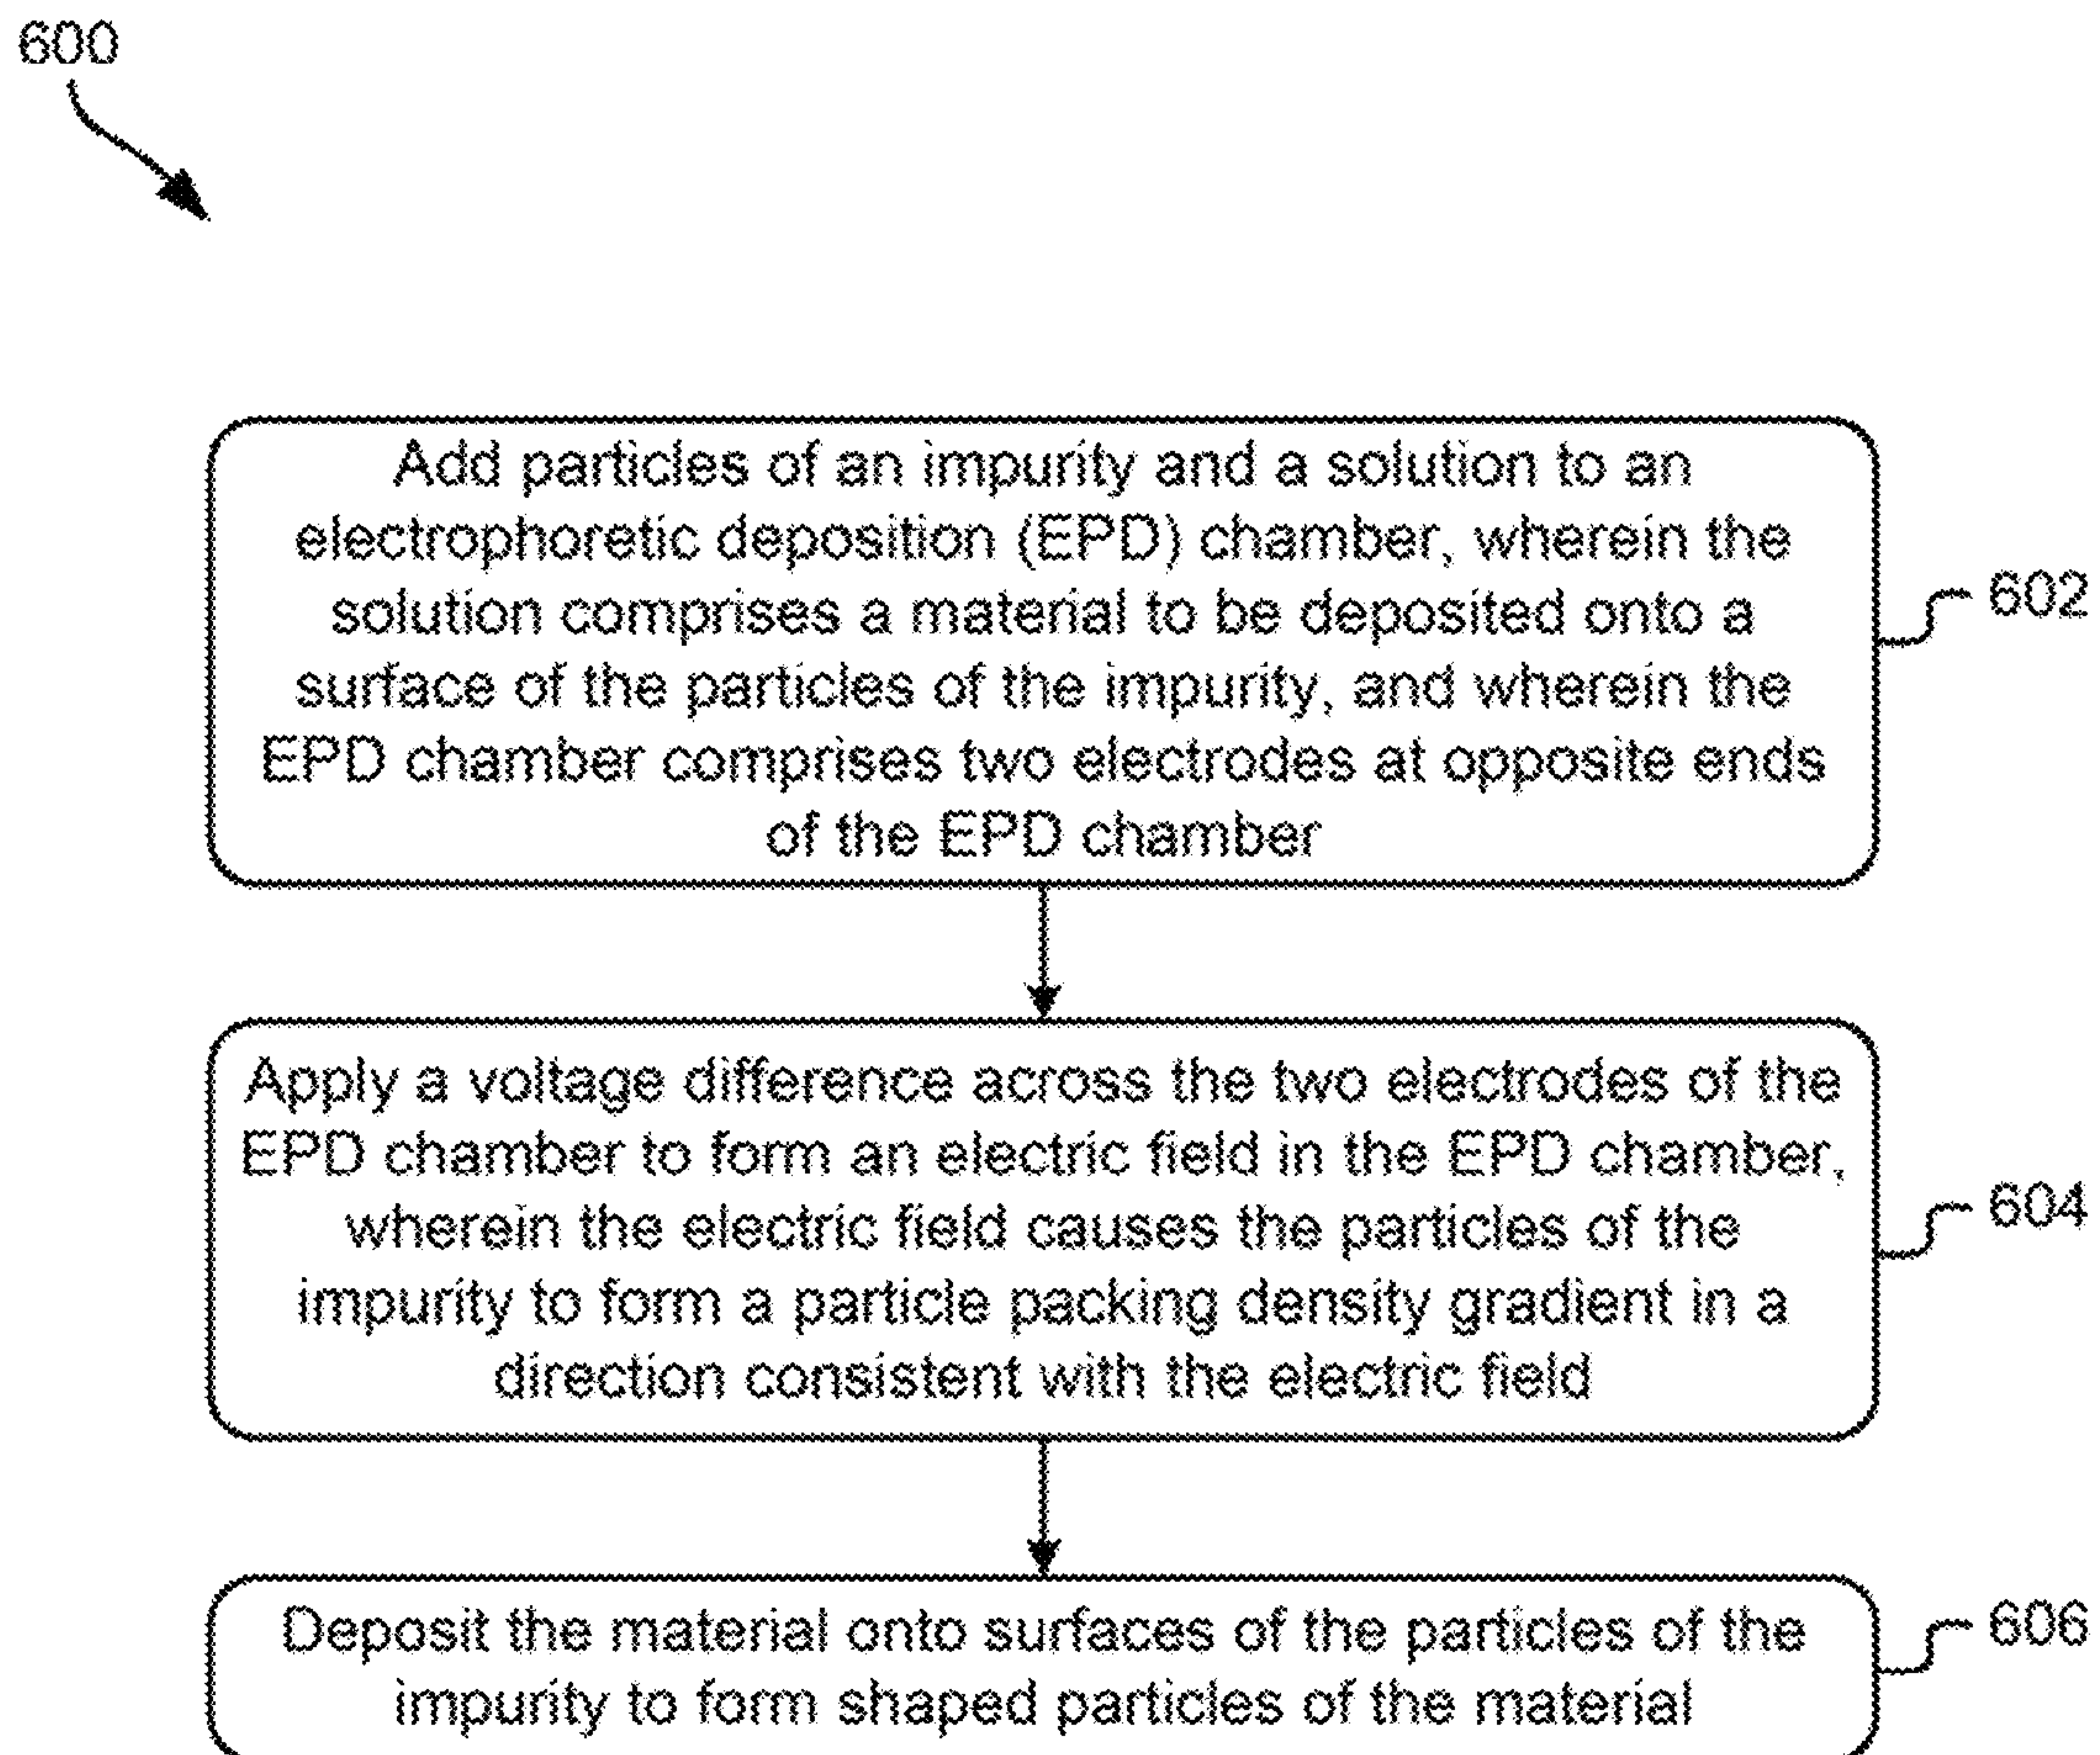 600
Add particles of an impurity and a solution to an
electrophoretic deposition (EPD) chamber, wherein the
solution comprises a material to be deposited onto a
surface of the particles of the impurity, and wherein the
EPD chamber comprises two electrodes at opposite ends
of the EPD chamber
602
Apply a voltage difference across the two electrodes of the
EPD chamber to form an electric field in the EPD chamber,
wherein the electric field causes the particles of the
impurity to form a particle packing density gradient in a
direction consistent with the electric field
604
Deposit the material onto surfaces of the particles of the
impurity to form shaped particles of the material
606